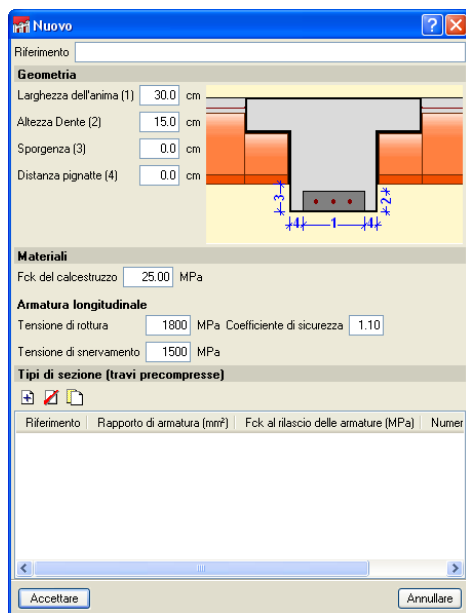 Nuovo
Riferimento
Geometria
Larghezza dell'anima (1) 30.0 cm
Altezza Dente (2) 15.0 cm
Sporgenza (3) 0.0 cm
Distanza pignatte (4) 0.0 cm
3 2
4 1 4
Materiali
Fck del calcestruzzo 25.00 MPa
Armatura longitudinale
Tensione di rottura 1800 MPa Coefficiente di sicurezza 1.10
Tensione di snervamento 1500 MPa
Tipi di sezione (travi precompresse)
Riferimento Rapporto di armatura (mm²) Fck al rilascio delle armature (MPa) Numer
Accettare Annullare